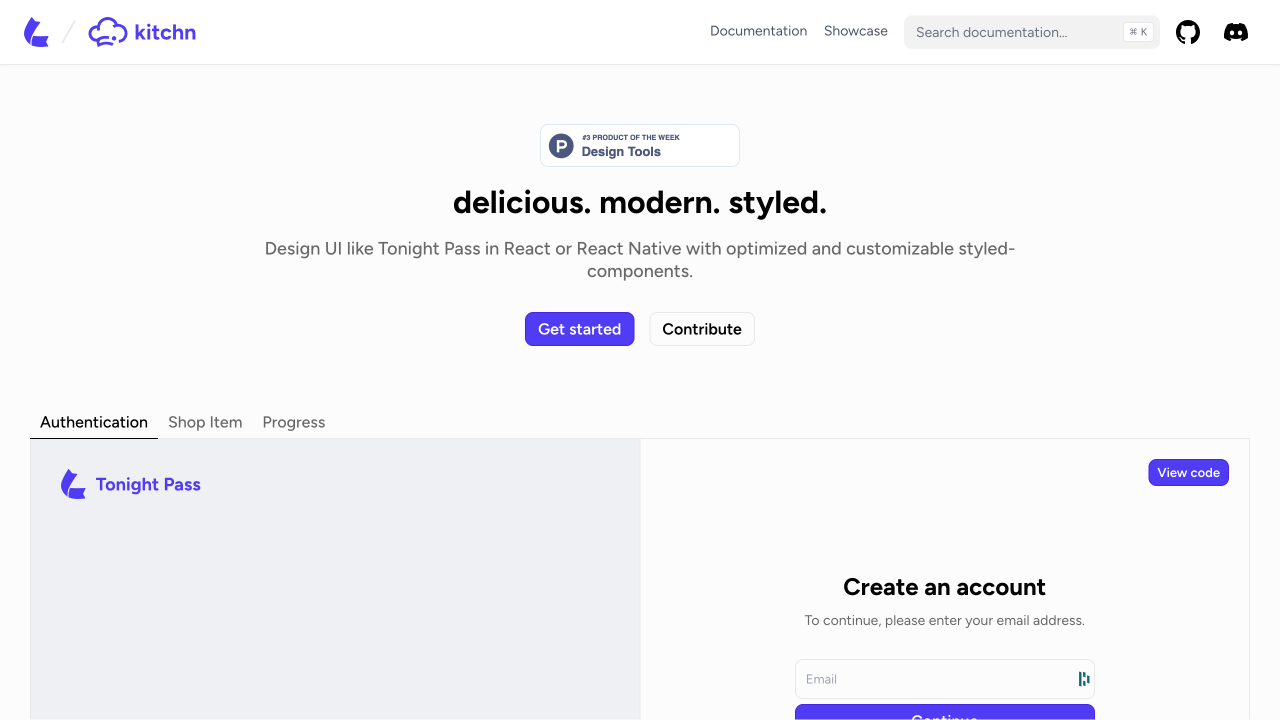 kitchn
Documentation
Showcase
Search documentation...
⌘ K
P
#3 PRODUCT OF THE WEEK
Design Tools
delicious. modern. styled.
Design UI like Tonight Pass in React or React Native with optimized and customizable styled-
components.
Get started
Contribute
Authentication
Shop Item
Progress
Tonight Pass
View code
Create an account
To continue, please enter your email address.
Email
Continue